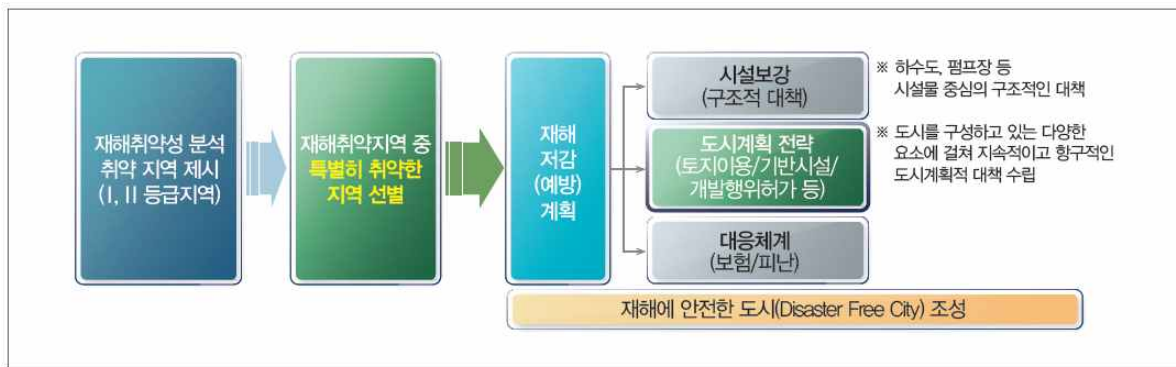 재해취약성 분석
취약 지역 제시
(I, II 등급지역)
재해취약지역 중
특별히 취약한
지역 선별
재해
저감
(예방)
계획
시설보강
(구조적 대책)
※ 하수도, 펌프장 등
시설물 중심의 구조적인 대책
도시계획 전략
(토지이용/기반시설/
개발행위허가 등)
※ 도시를 구성하고 있는 다양한
요소에 걸쳐 지속적이고 항구적인
도시계획적 대책 수립
대응체계
(보험/피난)
재해에 안전한 도시(Disaster Free City) 조성